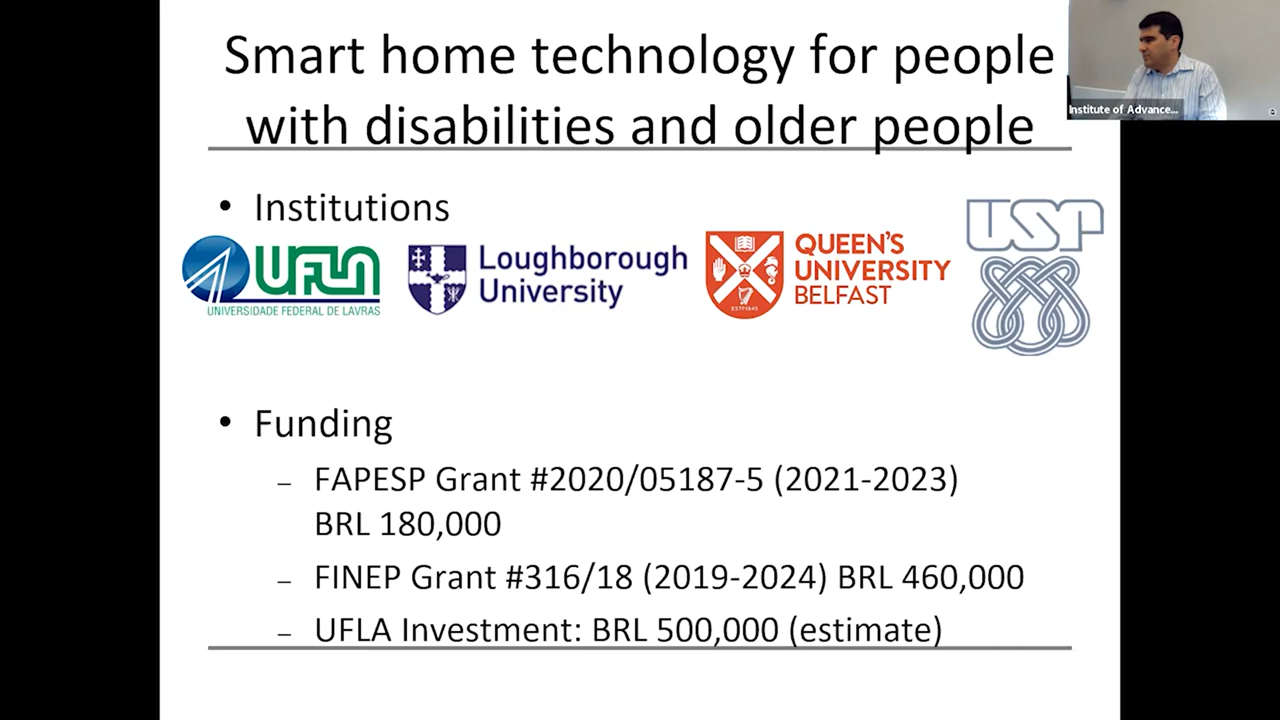 Smart home technology for people
with disabilities and older people
Institute of Advance...
• Institutions
UFLA
UNIVERSIDADE FEDERAL DE LAVRAS
Loughborough
University
QUEEN'S
UNIVERSITY
BELFAST
ESTD1845
USP
• Funding
– FAPESP Grant #2020/05187-5 (2021-2023)
BRL 180,000
– FINEP Grant #316/18 (2019-2024) BRL 460,000
– UFLA Investment: BRL 500,000 (estimate)